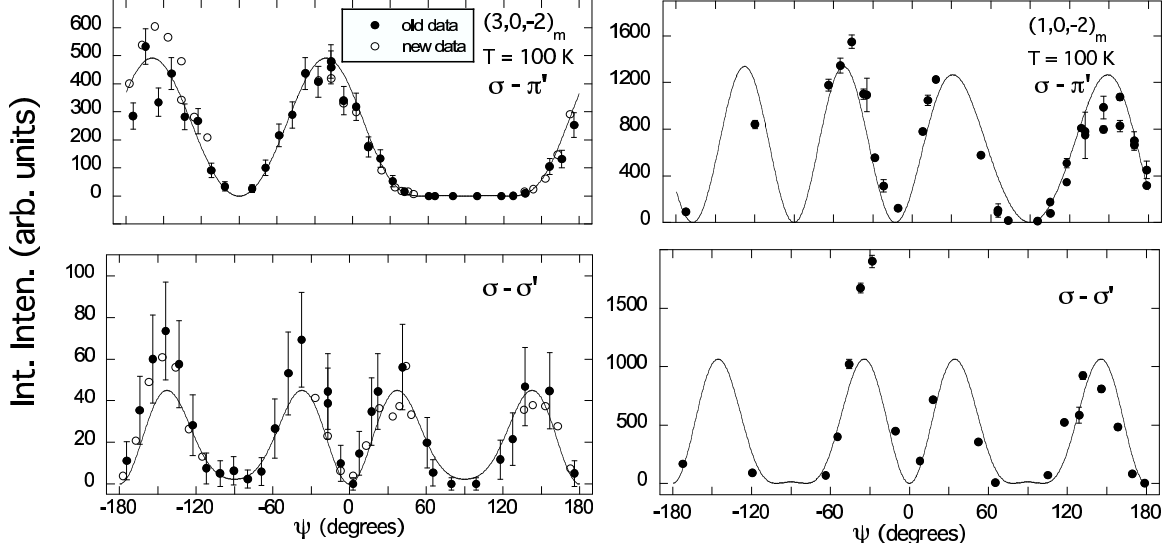 Int. Inten. (arb. units)
600
500
400
300
200
100
0
old data
new data
(3,0,-2)m
T = 100 K
σ - π'
1600
1200
800
400
0
(1,0,-2)m
T = 100 K
σ - π'
100
80
60
40
20
0
σ - σ'
-180
-120
-60
0
60
120
180
ψ (degrees)
1500
1000
500
0
σ - σ'
-180
-120
-60
0
60
120
180
ψ (degrees)